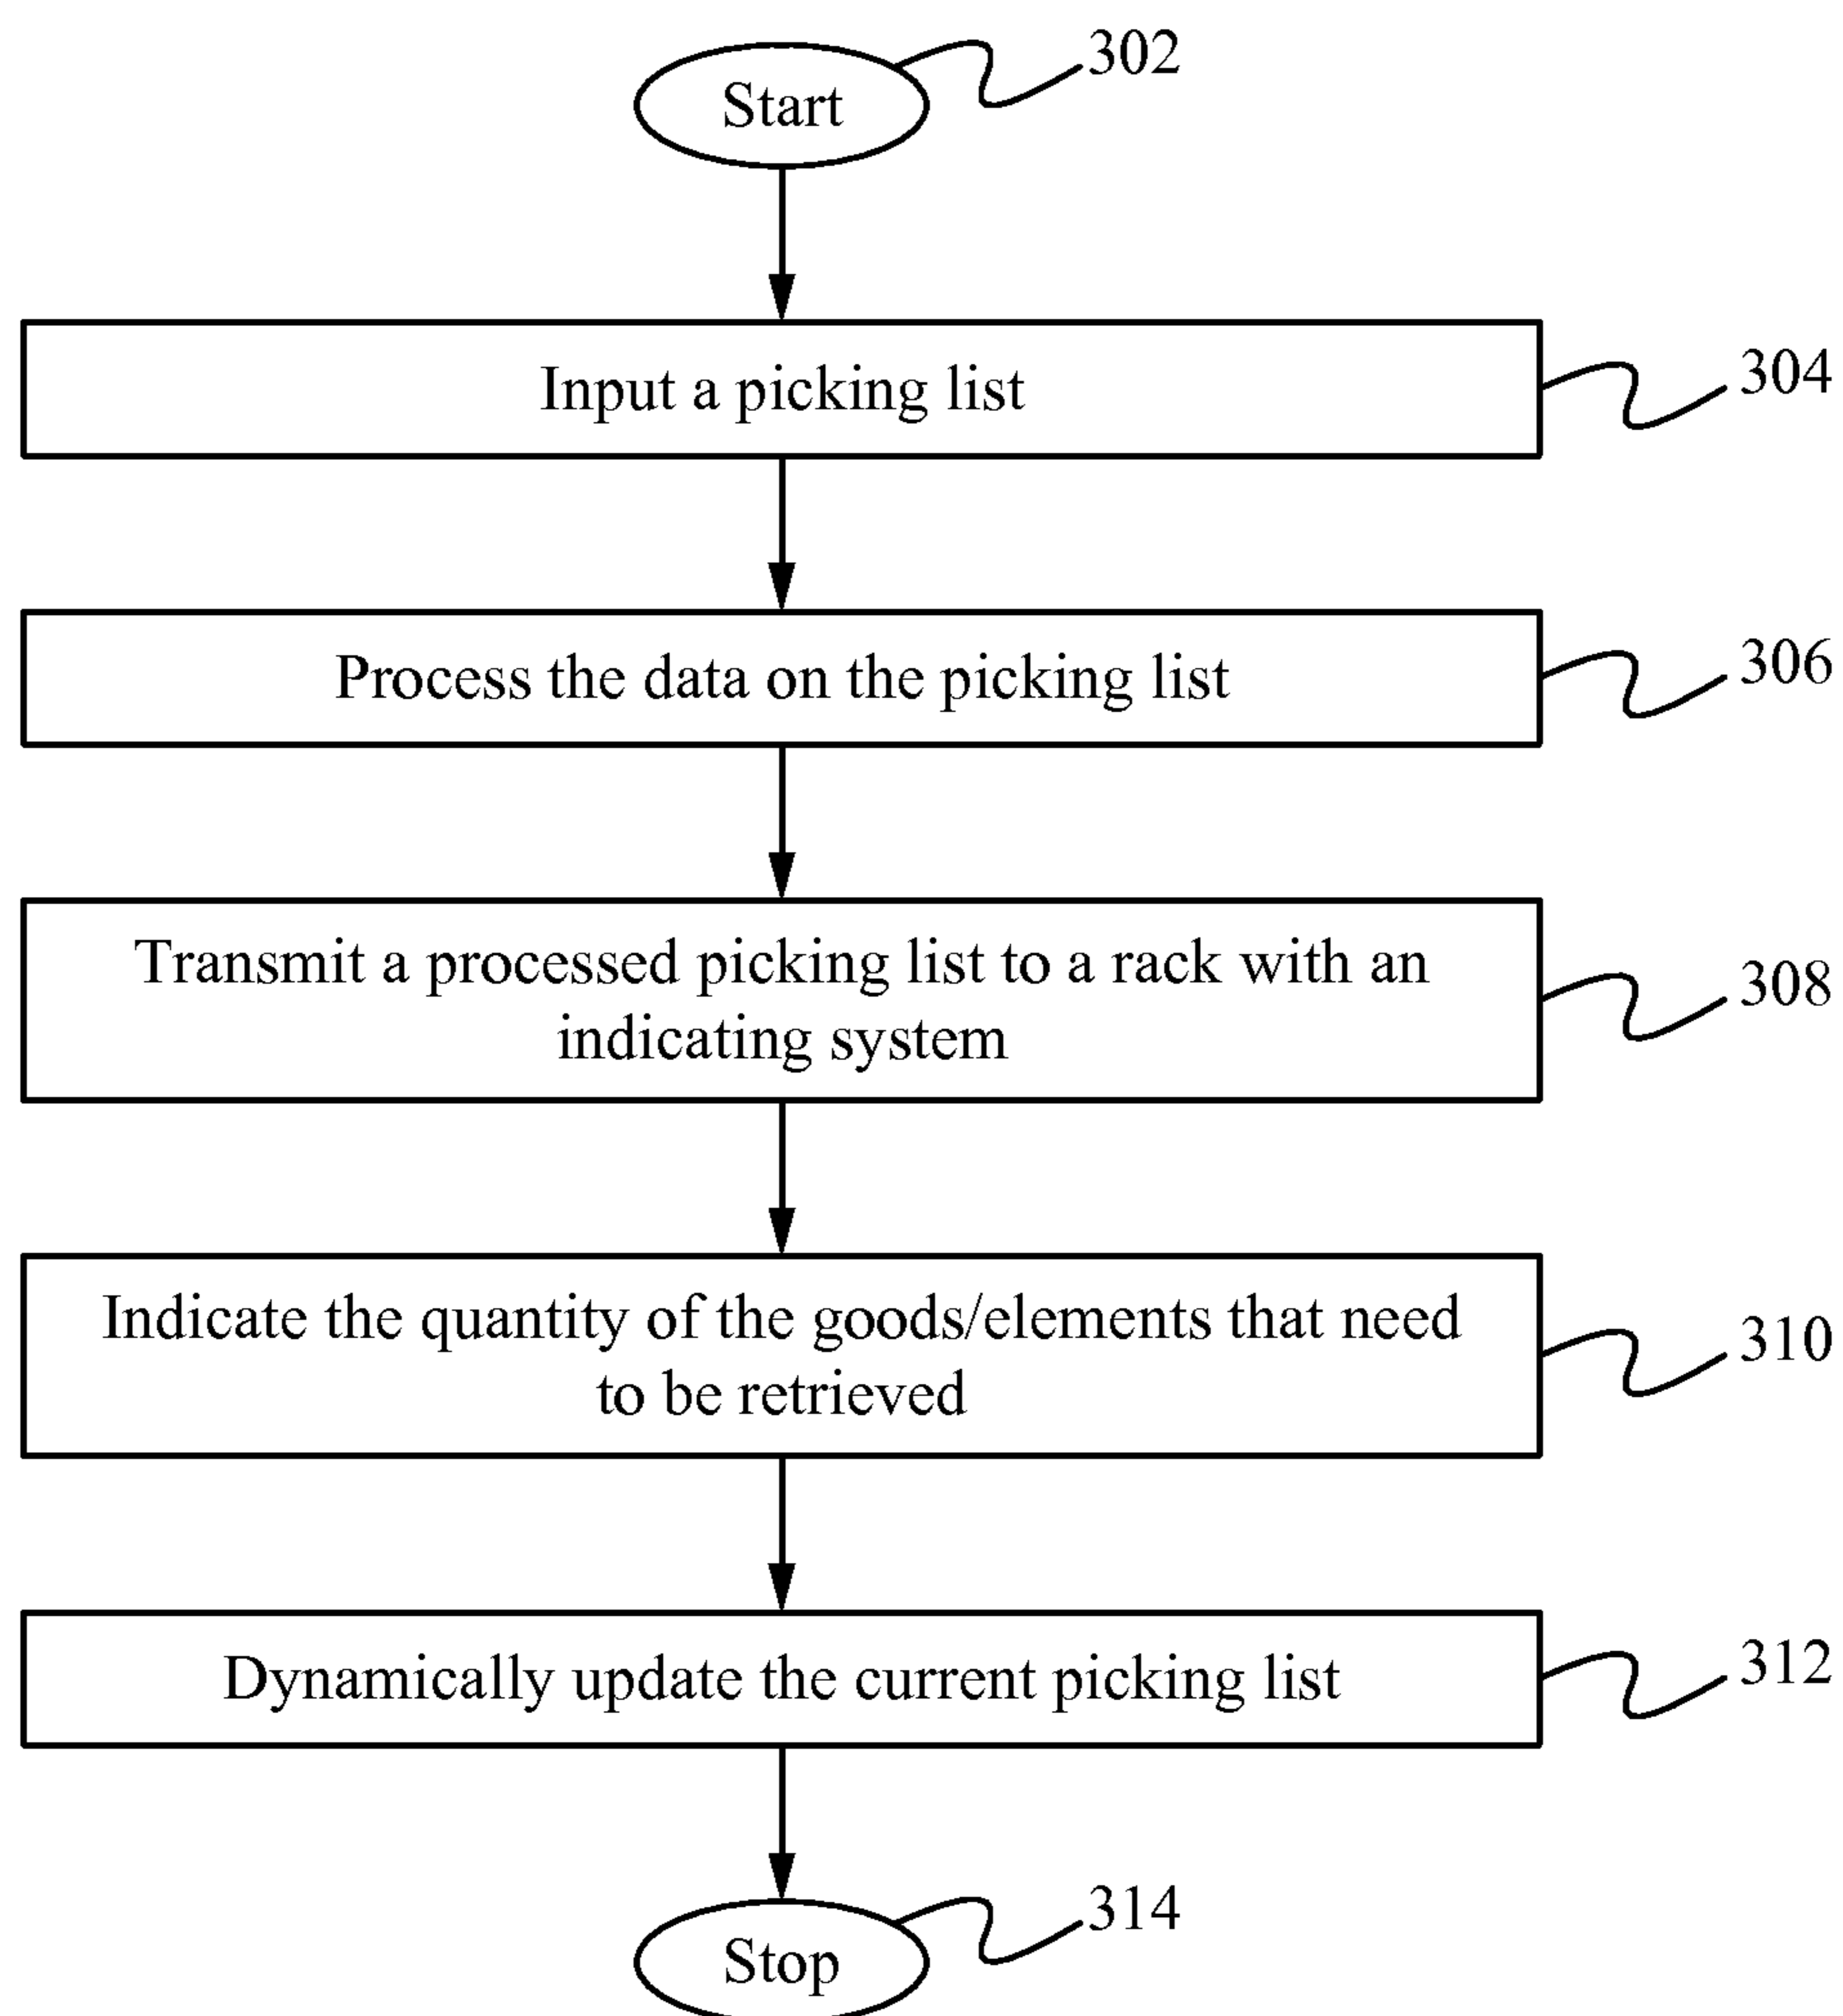 Start
302
Input a picking list
304
Process the data on the picking list
306
Transmit a processed picking list to a rack with an
indicating system
308
Indicate the quantity of the goods/elements that need
to be retrieved
310
Dynamically update the current picking list
312
Stop
314